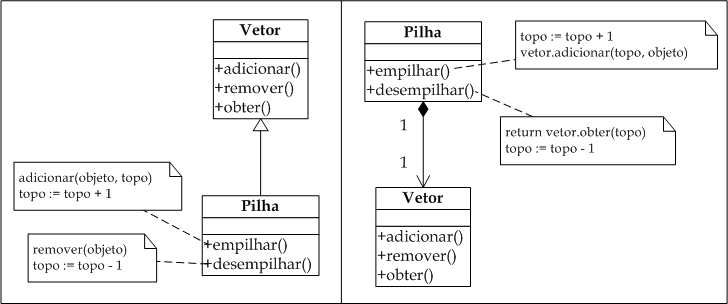 Vetor
+adicionar()
+remover()
+obter()
adicionar(objeto, topo)
topo := topo + 1
remover(objeto)
topo := topo - 1
Pilha
+empilhar()
+desempilhar()
Pilha
+empilhar()
+desempilhar()
topo := topo + 1
vetor.adicionar(topo, objeto)
return vetor.obter(topo)
topo := topo - 1
1
1
Vetor
+adicionar()
+remover()
+obter()